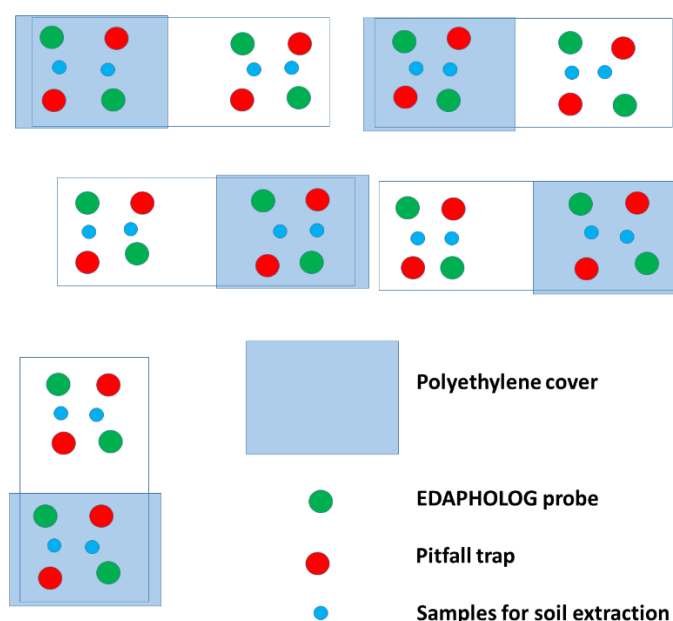 Polyethylene cover
EDAPHOLOG probe
Pitfall trap
Samples for soil extraction